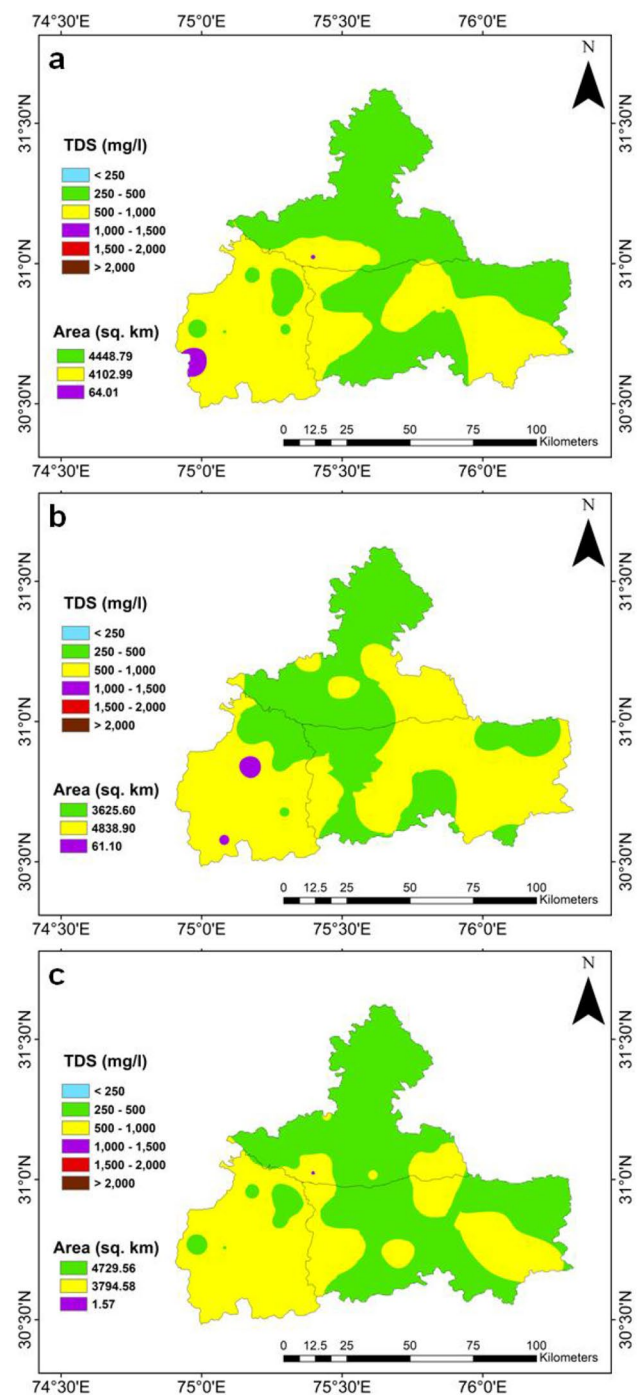 74°30'E 75°0'E 75°30'E 76°0'E
a
N
31°30'N 31°30'N
TDS (mg/l)
< 250
250 - 500
500 - 1,000
1,000 - 1,500
1,500 - 2,000
> 2,000
31°0'N 31°0'N
Area (sq. km)
4448.79
4102.99
64.01
30°30'N 30°30'N
0 12.5 25 50 75 100
Kilometers
74°30'E 75°0'E 75°30'E 76°0'E
b
N
31°30'N 31°30'N
TDS (mg/l)
< 250
250 - 500
500 - 1,000
1,000 - 1,500
1,500 - 2,000
> 2,000
31°0'N 31°0'N
Area (sq. km)
3625.60
4838.90
61.10
30°30'N 30°30'N
0 12.5 25 50 75 100
Kilometers
74°30'E 75°0'E 75°30'E 76°0'E
c
N
31°30'N 31°30'N
TDS (mg/l)
< 250
250 - 500
500 - 1,000
1,000 - 1,500
1,500 - 2,000
> 2,000
31°0'N 31°0'N
Area (sq. km)
4729.56
3794.58
1.57
30°30'N 30°30'N
0 12.5 25 50 75 100
Kilometers
74°30'E 75°0'E 75°30'E 76°0'E